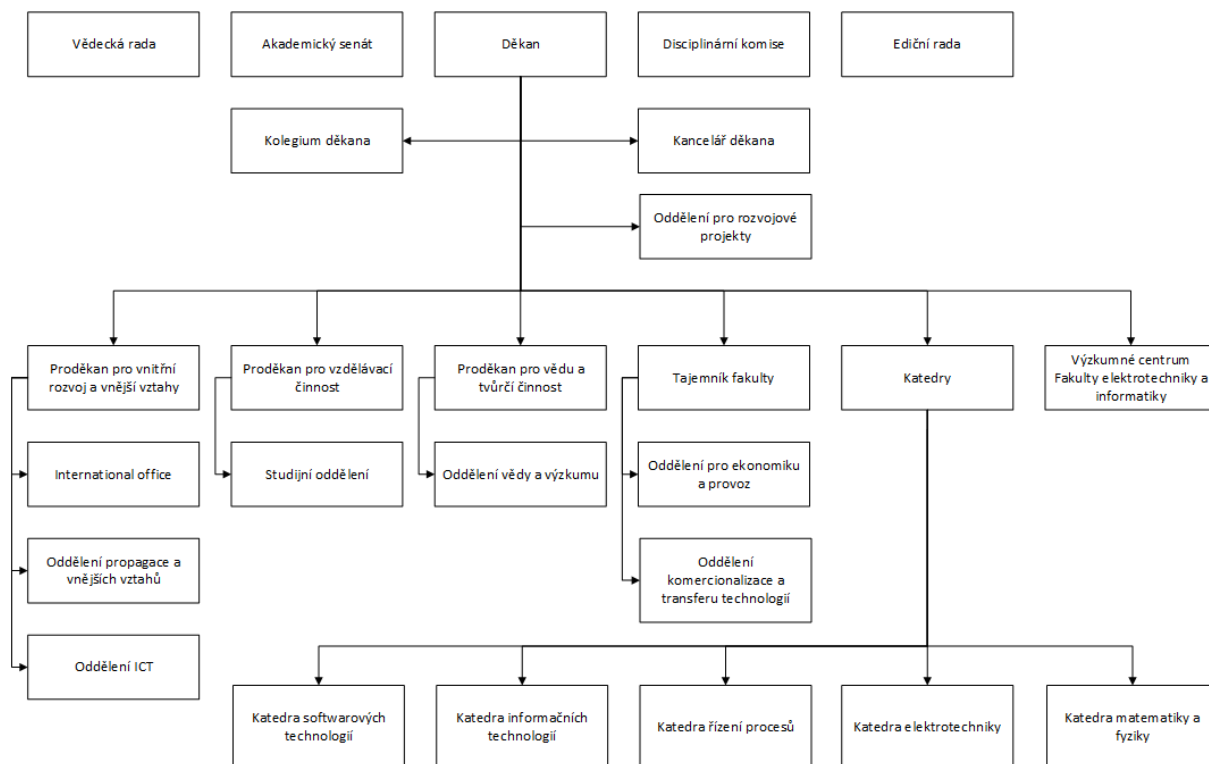 Vědecká rada
Akademický senát
Děkan
Disciplinární komise
Ediční rada
Kolegium děkana
Kancelář děkana
Oddělení pro rozvojové
projekty
Proděkan pro vnitřní
rozvoj a vnější vztahy
Proděkan pro vzdělávací
činnost
Proděkan pro vědu a
tvůrčí činnost
Tajemník fakulty
Katedry
Výzkumné centrum
Fakulty elektrotechniky a
informatiky
International office
Studijní oddělení
Oddělení vědy a výzkumu
Oddělení pro ekonomiku
a provoz
Oddělení propagace a
vnějších vztahů
Oddělení
komercionalizace a
transferu technologií
Oddělení ICT
Katedra softwarových
technologií
Katedra informačních
technologií
Katedra řízení procesů
Katedra elektrotechniky
Katedra matematiky a
fyziky